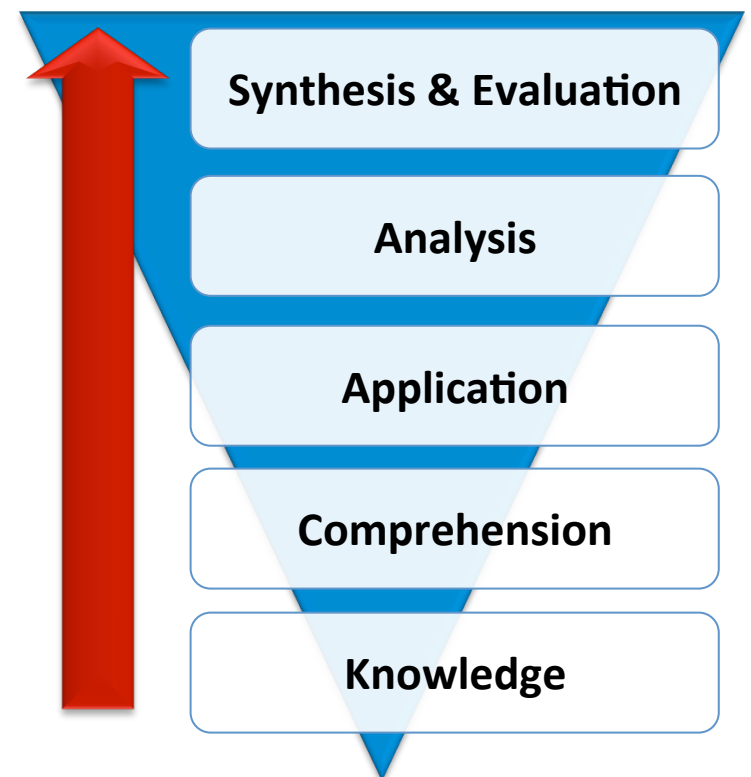 Synthesis & Evaluation
Analysis
Application
Comprehension
Knowledge